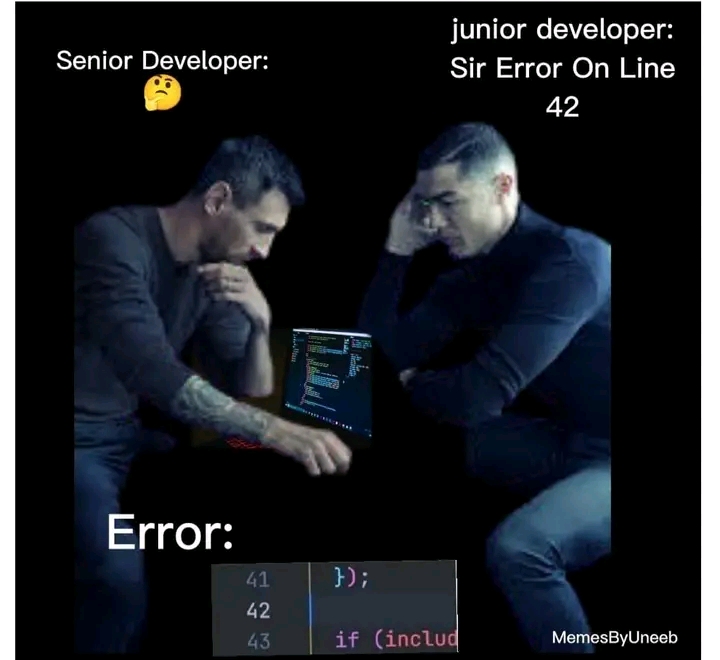 Senior Developer:
🤔
junior developer:
Sir Error On Line
42
Error:
41 });
42
43 if (includ
MemesByUneeb